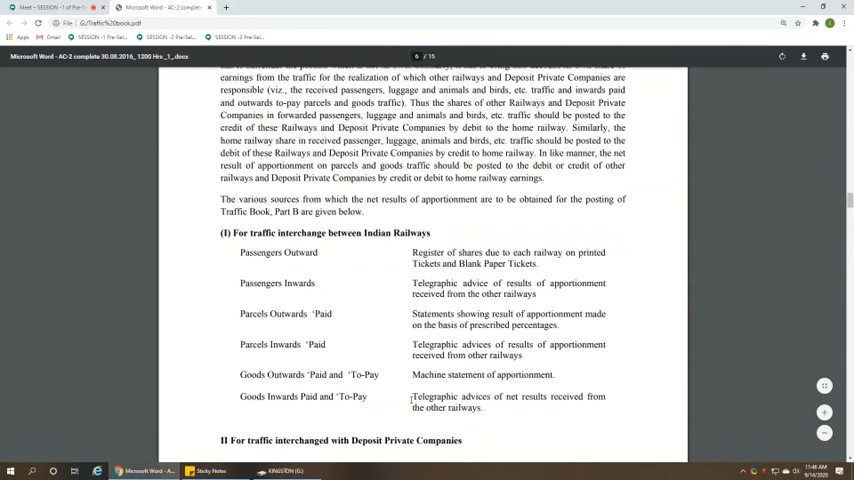 Meet – SESSION -1 of Pre-S
Microsoft Word - AC-2 complet
File | G:/Traffic%20book.pdf
Apps
Gmail
SESSION -1 Pre-Sel...
SESSION -2 Pre-Sel...
SESSION -3 Pre-Sel...
Microsoft Word - AC-2 complete 30.08.2016_ 1200 Hrs _1_.docx
6 / 15
earnings from the traffic for the realization of which other railways and Deposit Private Companies are
responsible (viz., the received passengers, luggage and animals and birds, etc. traffic and inwards paid
and outwards to-pay parcels and goods traffic). Thus the shares of other Railways and Deposit Private
Companies in forwarded passengers, luggage and animals and birds, etc. traffic should be posted to the
credit of these Railways and Deposit Private Companies by debit to the home railway. Similarly, the
home railway share in received passenger, luggage, animals and birds, etc. traffic should be posted to the
debit of these Railways and Deposit Private Companies by credit to home railway. In like manner, the net
result of apportionment on parcels and goods traffic should be posted to the debit or credit of other
railways and Deposit Private Companies by credit or debit to home railway earnings.
The various sources from which the net results of apportionment are to be obtained for the posting of
Traffic Book, Part B are given below.
(I) For traffic interchange between Indian Railways
Passengers Outward
Register of shares due to each railway on printed
Tickets and Blank Paper Tickets.
Passengers Inwards
Telegraphic advice of results of apportionment
received from the other railways
Parcels Outwards ‘Paid
Statements showing result of apportionment made
on the basis of prescribed percentages.
Parcels Inwards ‘Paid
Telegraphic advices of results of apportionment
received from other railways
Goods Outwards ‘Paid and ‘To-Pay
Machine statement of apportionment.
Goods Inwards Paid and ‘To-Pay
Telegraphic advices of net results received from
the other railways.
II For traffic interchanged with Deposit Private Companies
Microsoft Word - A...
Sticky Notes
KINGSTON (G:)
11:46 AM
9/14/2020